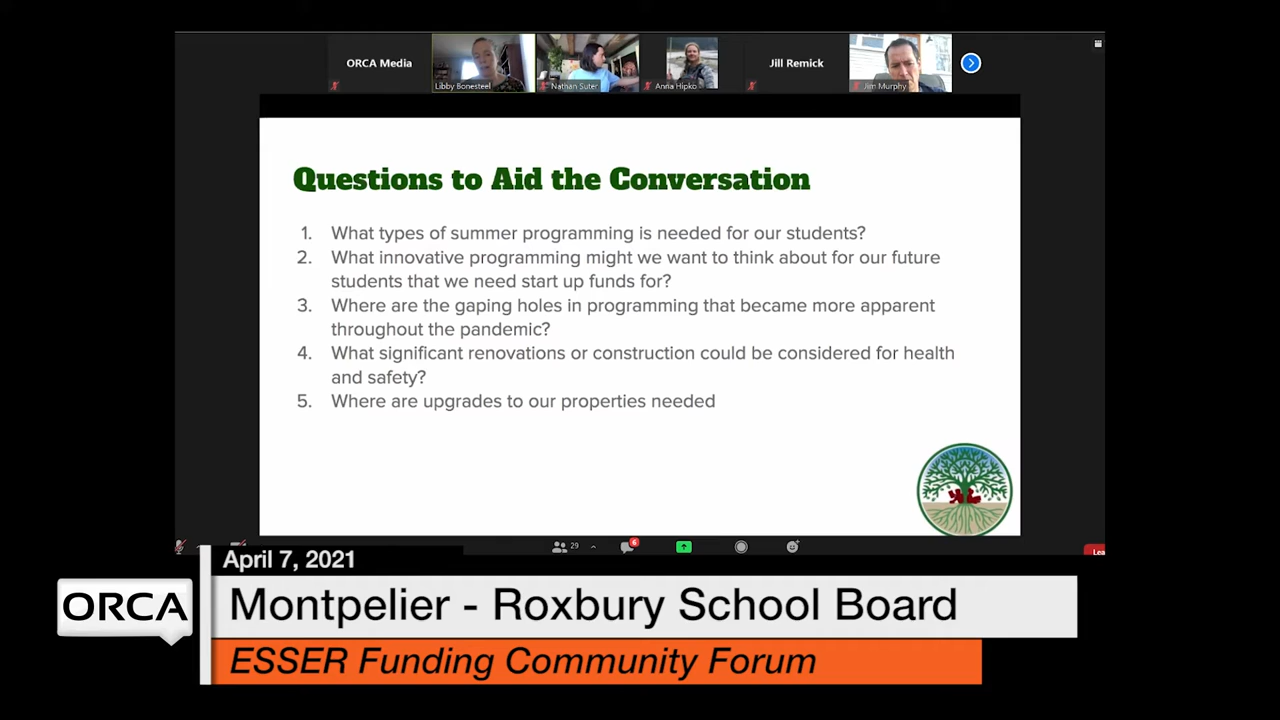 ORCA Media
Libby Bonesteel
Nathan Suter
Anna Hipko
Jill Remick
Jim Murphy
Questions to Aid the Conversation
1. What types of summer programming is needed for our students?
2. What innovative programming might we want to think about for our future
students that we need start up funds for?
3. Where are the gaping holes in programming that became more apparent
throughout the pandemic?
4. What significant renovations or construction could be considered for health
and safety?
5. Where are upgrades to our properties needed
29
6
Lea
April 7, 2021
ORCA
Montpelier - Roxbury School Board
ESSER Funding Community Forum